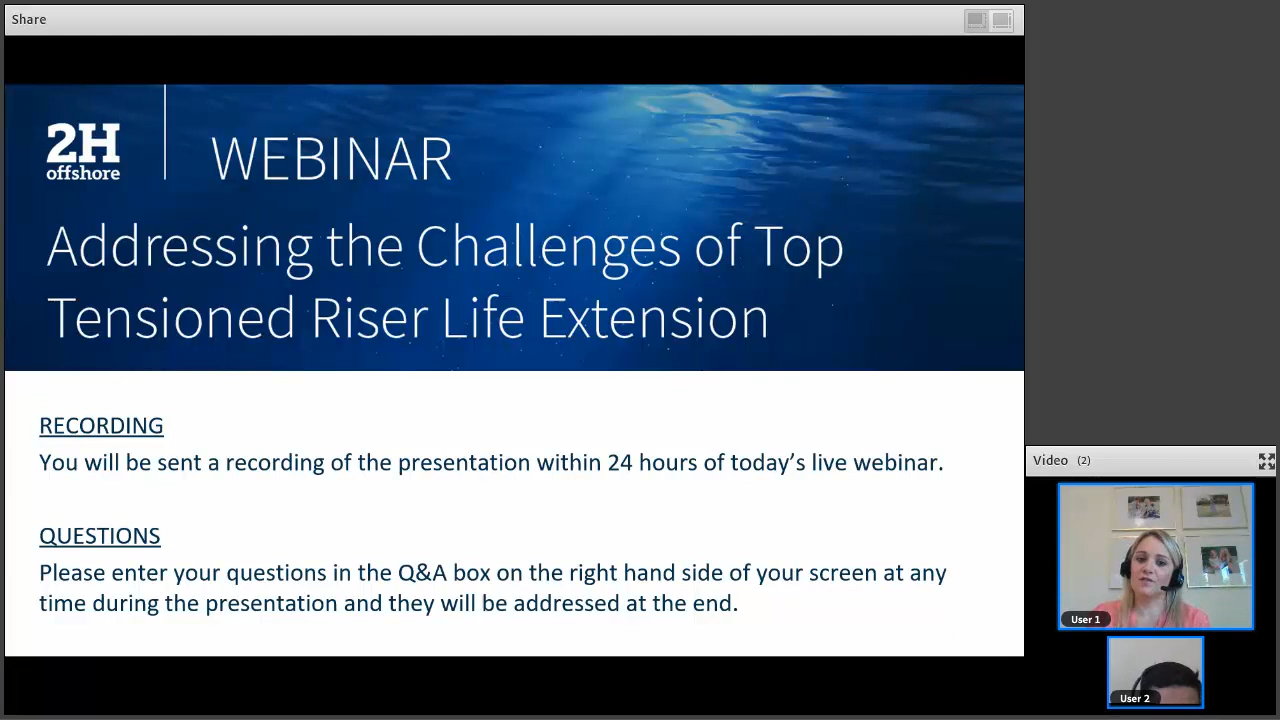 Share
2H
offshore
WEBINAR
Addressing the Challenges of Top
Tensioned Riser Life Extension
RECORDING
You will be sent a recording of the presentation within 24 hours of today’s live webinar.
QUESTIONS
Please enter your questions in the Q&A box on the right hand side of your screen at any
time during the presentation and they will be addressed at the end.
Video (2)
User 1
User 2